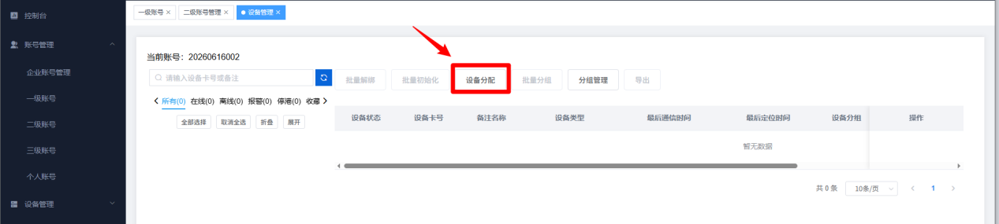 控制台
账号管理
企业账号管理
一级账号
二级账号
三级账号
个人账号
设备管理
一级账号 × 二级账号管理 × 设备管理 ×
当前账号：20260616002
请输入设备卡号或备注
批量解绑 批量初始化 设备分配 批量分组 分组管理 导出
所有(0) 在线(0) 离线(0) 报警(0) 停港(0) 收藏
全部选择 取消全选 折叠 展开
设备状态 设备卡号 备注名称 设备类型 最后通信时间 最后定位时间 设备分组 操作
暂无数据
共 0 条 10条/页 1